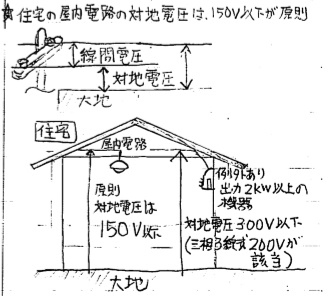 住宅の屋内電路の対地電圧は、150V以下が原則
線間電圧
対地電圧
大地
住宅
屋内電路
原則
対地電圧は
150V以下
例外あり
出力2kW以上の
機器
対地電圧300V以下
(三相3線式200Vが
該当)
大地